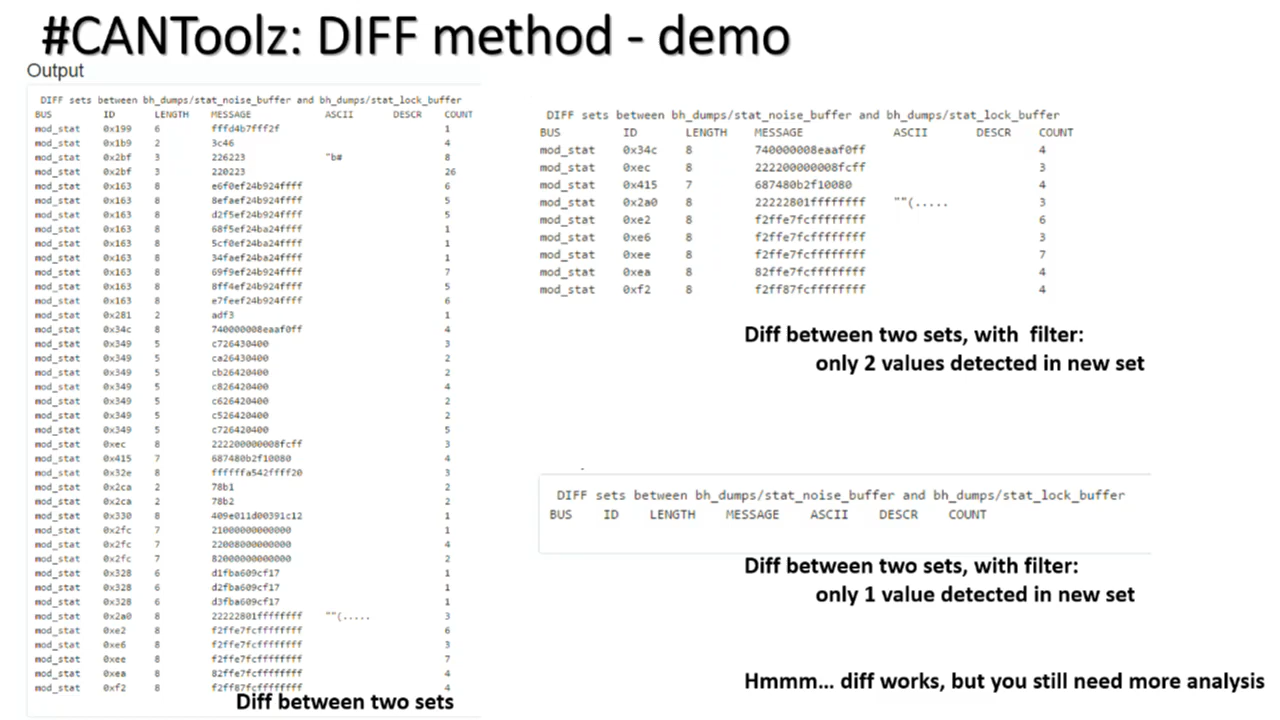 #CANToolz: DIFF method - demo
Output
DIFF sets between bh_dumps/stat_noise_buffer and bh_dumps/stat_lock_buffer
BUS ID LENGTH MESSAGE ASCII DESCR COUNT
mod_stat 0x199 6 fffd4b7fff2f 1
mod_stat 0x1b9 2 3c46 4
mod_stat 0x2bf 3 226223 "b# 8
mod_stat 0x2bf 3 220223 26
mod_stat 0x163 8 e6f0ef24b924ffff 6
mod_stat 0x163 8 8efaef24b924ffff 5
mod_stat 0x163 8 d2f5ef24b924ffff 5
mod_stat 0x163 8 68f5ef24ba24ffff 1
mod_stat 0x163 8 5cf0ef24ba24ffff 1
mod_stat 0x163 8 34faef24ba24ffff 1
mod_stat 0x163 8 69f9ef24b924ffff 7
mod_stat 0x163 8 8ff4ef24b924ffff 5
mod_stat 0x163 8 e7feef24b924ffff 6
mod_stat 0x281 2 adf3 1
mod_stat 0x34c 8 740000008eaaf0ff 4
mod_stat 0x349 5 c726430400 3
mod_stat 0x349 5 ca26430400 2
mod_stat 0x349 5 cb26420400 2
mod_stat 0x349 5 c826420400 4
mod_stat 0x349 5 c626420400 2
mod_stat 0x349 5 c526420400 2
mod_stat 0x349 5 c726420400 5
mod_stat 0xec 8 222200000008fcff 3
mod_stat 0x415 7 687480b2f10080 4
mod_stat 0x32e 8 ffffffa542ffff20 3
mod_stat 0x2ca 2 78b1 2
mod_stat 0x2ca 2 78b2 2
mod_stat 0x330 8 409e011d00391c12 1
mod_stat 0x2fc 7 21000000000000 1
mod_stat 0x2fc 7 22008000000000 4
mod_stat 0x2fc 7 82000000000000 2
mod_stat 0x328 6 d1fba609cf17 1
mod_stat 0x328 6 d2fba609cf17 1
mod_stat 0x328 6 d3fba609cf17 1
mod_stat 0x2a0 8 22222801ffffffff ""(..... 3
mod_stat 0xe2 8 f2ffe7fcffffffff 6
mod_stat 0xe6 8 f2ffe7fcffffffff 3
mod_stat 0xee 8 f2ffe7fcffffffff 7
mod_stat 0xea 8 82ffe7fcffffffff 4
mod_stat 0xf2 8 f2ff87fcffffffff 4
Diff between two sets
DIFF sets between bh_dumps/stat_noise_buffer and bh_dumps/stat_lock_buffer
BUS ID LENGTH MESSAGE ASCII DESCR COUNT
mod_stat 0x34c 8 740000008eaaf0ff 4
mod_stat 0xec 8 222200000008fcff 3
mod_stat 0x415 7 687480b2f10080 4
mod_stat 0x2a0 8 22222801ffffffff ""(..... 3
mod_stat 0xe2 8 f2ffe7fcffffffff 6
mod_stat 0xe6 8 f2ffe7fcffffffff 3
mod_stat 0xee 8 f2ffe7fcffffffff 7
mod_stat 0xea 8 82ffe7fcffffffff 4
mod_stat 0xf2 8 f2ff87fcffffffff 4
Diff between two sets, with filter:
only 2 values detected in new set
DIFF sets between bh_dumps/stat_noise_buffer and bh_dumps/stat_lock_buffer
BUS ID LENGTH MESSAGE ASCII DESCR COUNT
Diff between two sets, with filter:
only 1 value detected in new set
Hmmm... diff works, but you still need more analysis